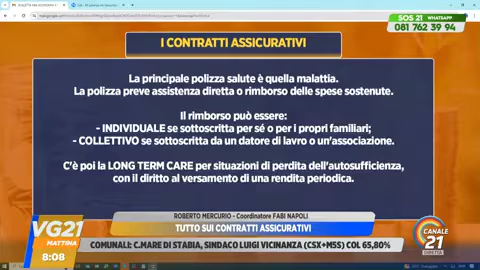 SOS 21 WHATSAPP
081 762 39 94
I CONTRATTI ASSICURATIVI
La principale polizza salute è quella malattia.
La polizza preve assistenza diretta o rimborso delle spese sostenute.
Il rimborso può essere:
- INDIVIDUALE se sottoscritta per sé o per i propri familiari;
- COLLETTIVO se sottoscritta da un datore di lavoro o un'associazione.
C'è poi la LONG TERM CARE per situazioni di perdita dell'autosufficienza,
con il diritto al versamento di una rendita periodica.
ROBERTO MERCURIO - Coordinatore FABI NAPOLI
TUTTO SUI CONTRATTI ASSICURATIVI
VG21
MATTINA
8:08
COMUNALI: C.MARE DI STABIA, SINDACO LUIGI VICINANZA (CSX+M5S) COL 65,80%
CANALE
21
DIRETTA